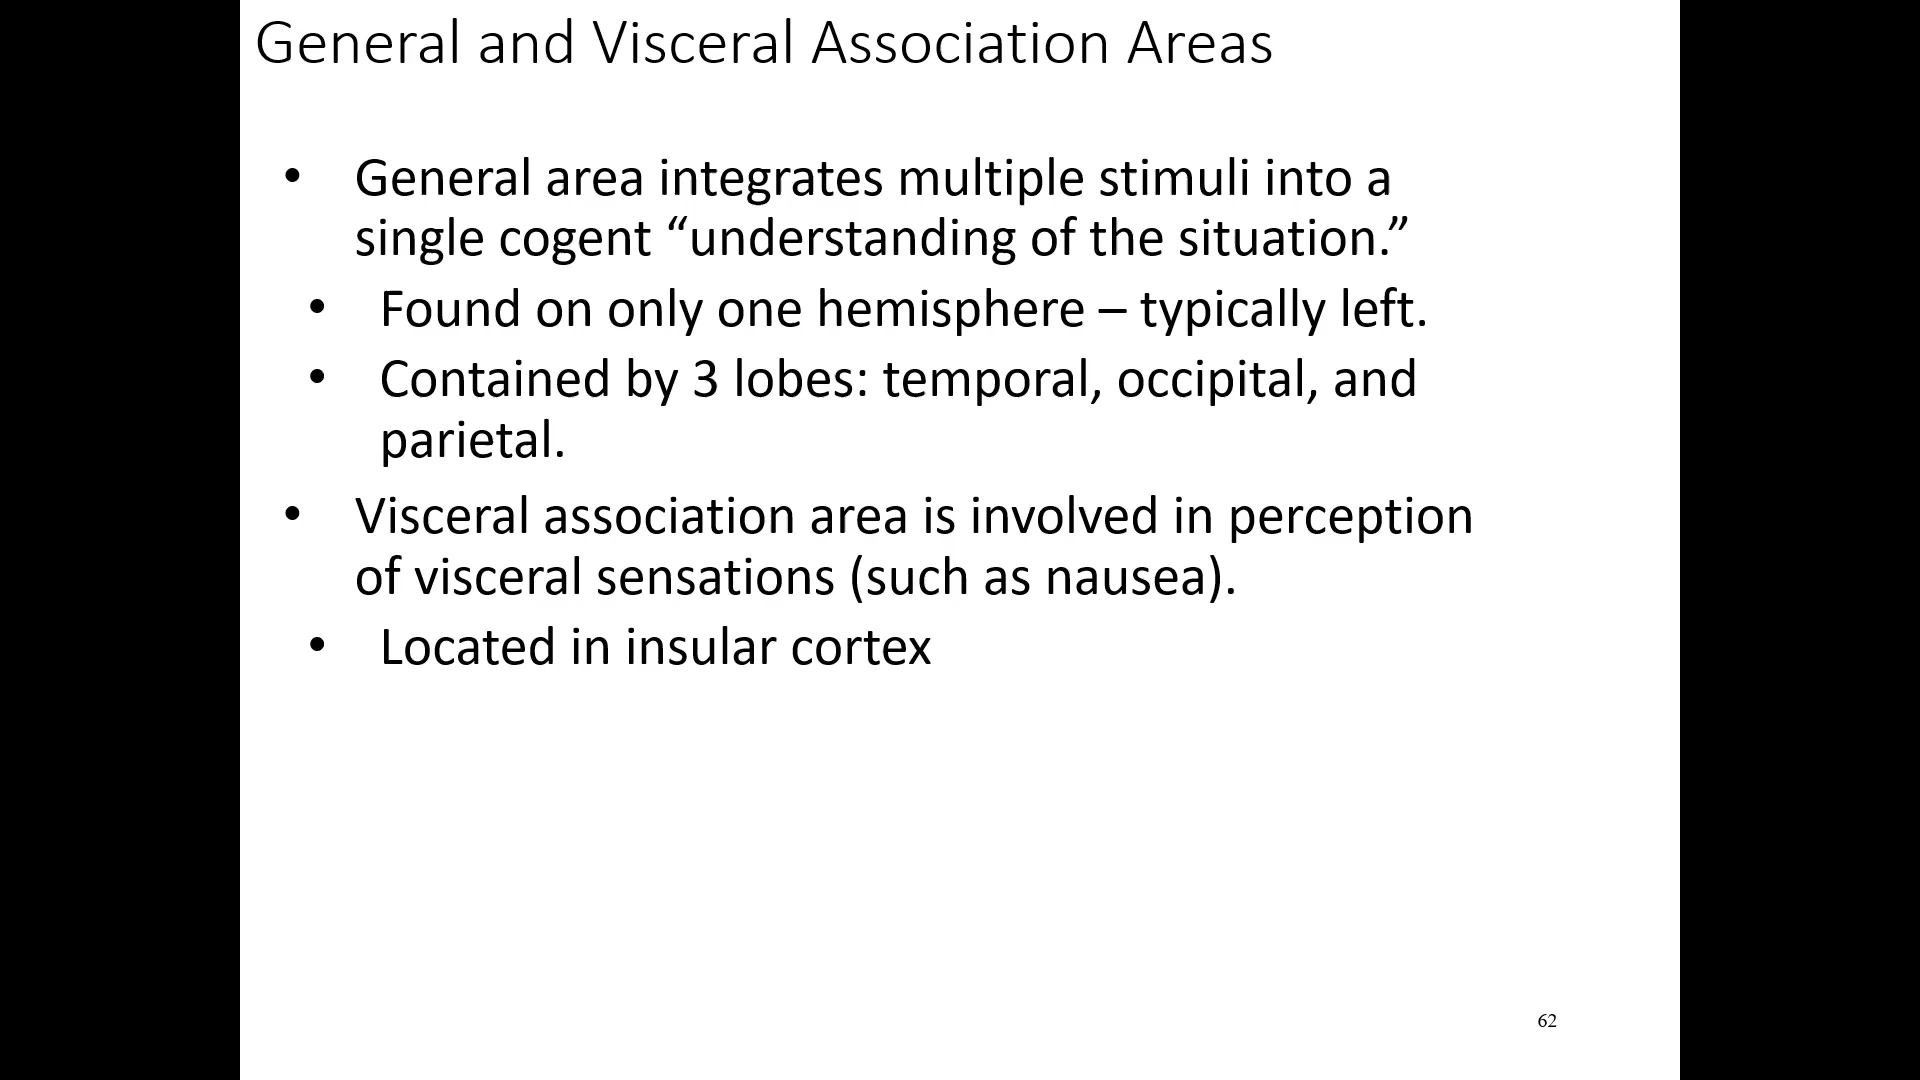 General and Visceral Association Areas
• General area integrates multiple stimuli into a
single cogent “understanding of the situation.”
• Found on only one hemisphere – typically left.
• Contained by 3 lobes: temporal, occipital, and
parietal.
• Visceral association area is involved in perception
of visceral sensations (such as nausea).
• Located in insular cortex
62